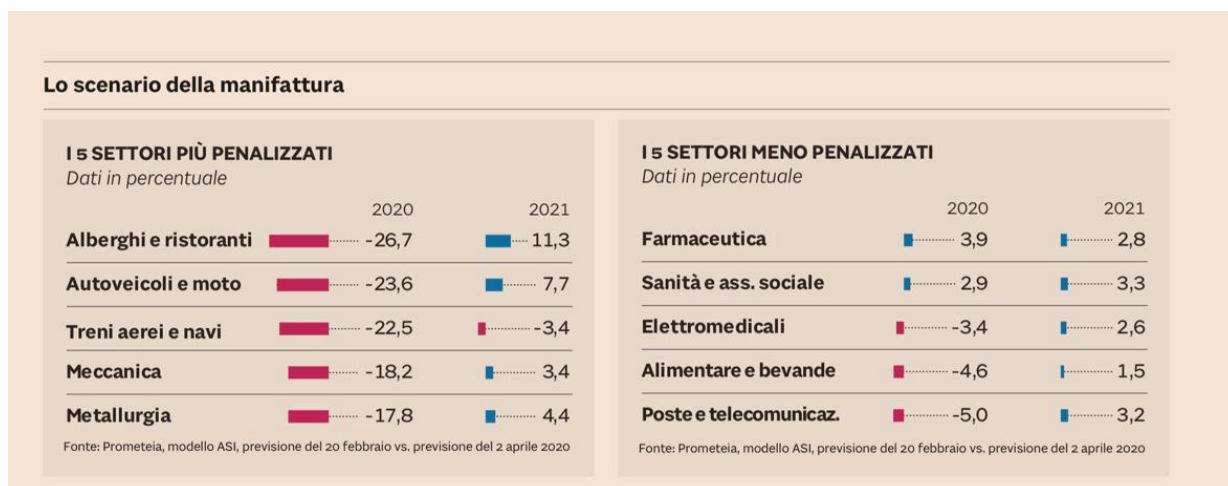 Lo scenario della manifattura
I 5 SETTORI PIÙ PENALIZZATI
Dati in percentuale
2020 2021
Alberghi e ristoranti -26,7 11,3
Autoveicoli e moto -23,6 7,7
Treni aerei e navi -22,5 -3,4
Meccanica -18,2 3,4
Metallurgia -17,8 4,4
Fonte: Prometeia, modello ASI, previsione del 20 febbraio vs. previsione del 2 aprile 2020
I 5 SETTORI MENO PENALIZZATI
Dati in percentuale
2020 2021
Farmaceutica 3,9 2,8
Sanità e ass. sociale 2,9 3,3
Elettromedicali -3,4 2,6
Alimentare e bevande -4,6 1,5
Poste e telecomunicaz. -5,0 3,2
Fonte: Prometeia, modello ASI, previsione del 20 febbraio vs. previsione del 2 aprile 2020